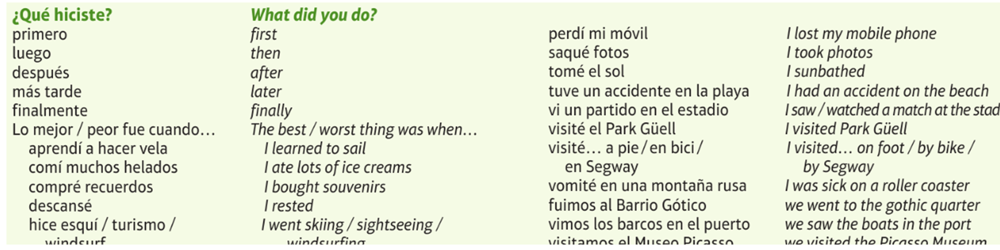 ¿Qué hiciste? What did you do?
primero first
luego then
después after
más tarde later
finalmente finally
Lo mejor / peor fue cuando... The best / worst thing was when...
aprendí a hacer vela I learned to sail
comí muchos helados I ate lots of ice creams
compré recuerdos I bought souvenirs
descansé I rested
hice esquí / turismo / I went skiing / sightseeing /
windsurf windsurfing
perdí mi móvil I lost my mobile phone
saqué fotos I took photos
tomé el sol I sunbathed
tuve un accidente en la playa I had an accident on the beach
vi un partido en el estadio I saw / watched a match at the stad
visité el Park Güell I visited Park Güell
visité... a pie / en bici / I visited... on foot / by bike /
en Segway by Segway
vomité en una montaña rusa I was sick on a roller coaster
fuimos al Barrio Gótico we went to the gothic quarter
vimos los barcos en el puerto we saw the boats in the port
visitamos el Museo Picasso we visited the Picasso Museum